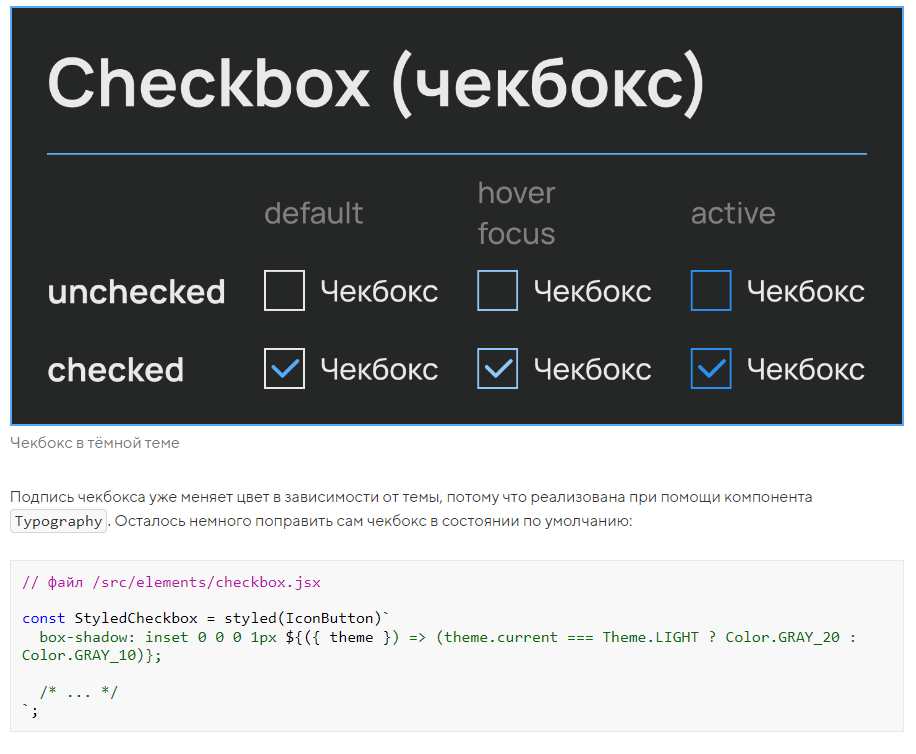 Checkbox (чекбокс)
default
hover
focus
active
unchecked Чекбокс Чекбокс Чекбокс
checked Чекбокс Чекбокс Чекбокс
Чекбокс в тёмной теме
Подпись чекбокса уже меняет цвет в зависимости от темы, потому что реализована при помощи компонента
Typography. Осталось немного поправить сам чекбокс в состоянии по умолчанию:
// файл /src/elements/checkbox.jsx
const StyledCheckbox = styled(IconButton)`
  box-shadow: inset 0 0 0 1px ${({ theme }) => (theme.current === Theme.LIGHT ? Color.GRAY_20 :
Color.GRAY_10)};
  /* ... */
`;